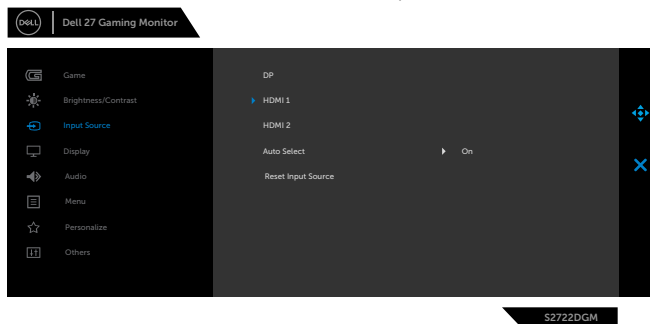 DELL
Dell 27 Gaming Monitor
Game
DP
Brightness/Contrast
HDMI 1
Input Source
HDMI 2
Display
Auto Select
On
Audio
Reset Input Source
Menu
Personalize
Others
S2722DGM